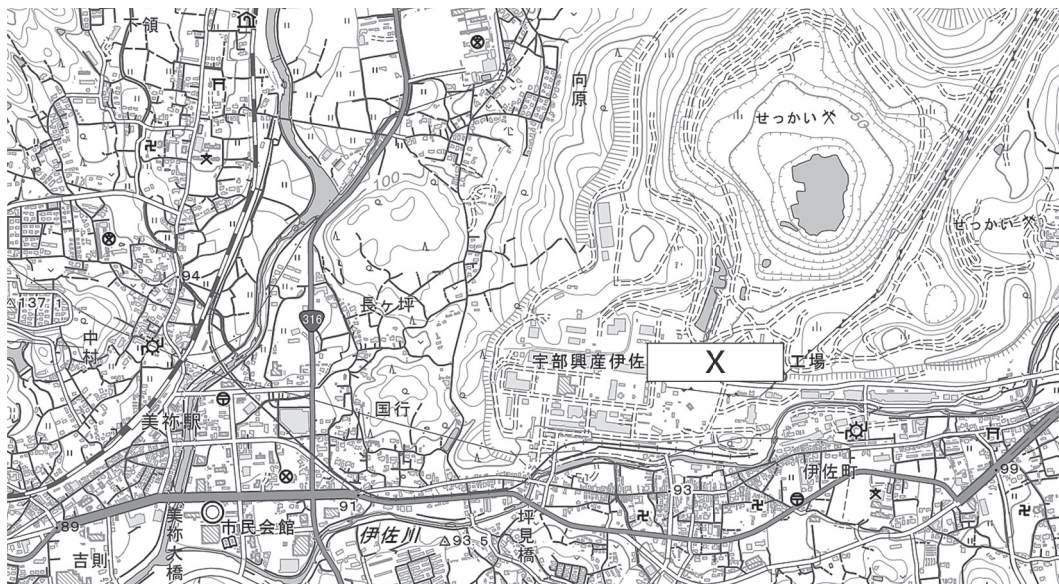 下領
向原
せっかい
50
100
せっかい
94
137.1
316
長ヶ坪
中村
宇部興産伊佐 X 工場
国行
美祢駅
伊佐町
99
93
91
89
市民会館
伊佐川
93.5
坪見橋
美祢大橋
吉則